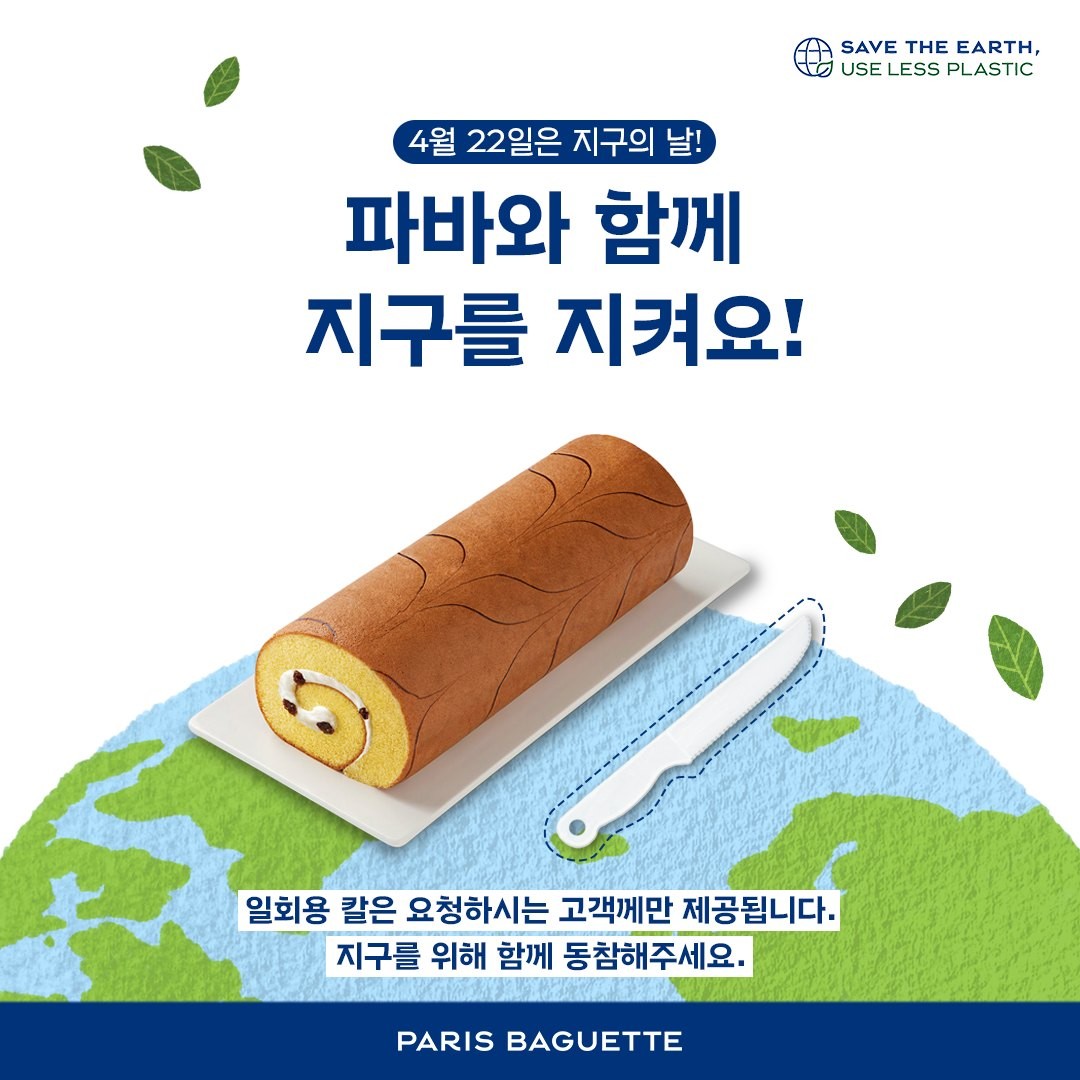 SAVE THE EARTH,
USE LESS PLASTIC
4월 22일은 지구의 날!
파바와 함께
지구를 지켜요!
일회용 칼은 요청하시는 고객께만 제공됩니다.
지구를 위해 함께 동참해주세요.
PARIS BAGUETTE